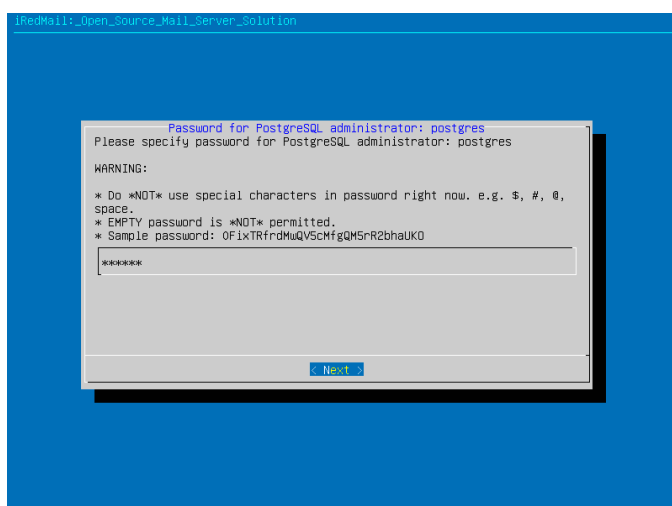 iRedMail:_Open_Source_Mail_Server_Solution
Password for PostgreSQL administrator: postgres
Please specify password for PostgreSQL administrator: postgres
WARNING:
* Do *NOT* use special characters in password right now. e.g. $, #, @,
space.
* EMPTY password is *NOT* permitted.
* Sample password: 0FixTRfrdMwQV5cMfgQM5rR2bhaUKO
******
< Next >